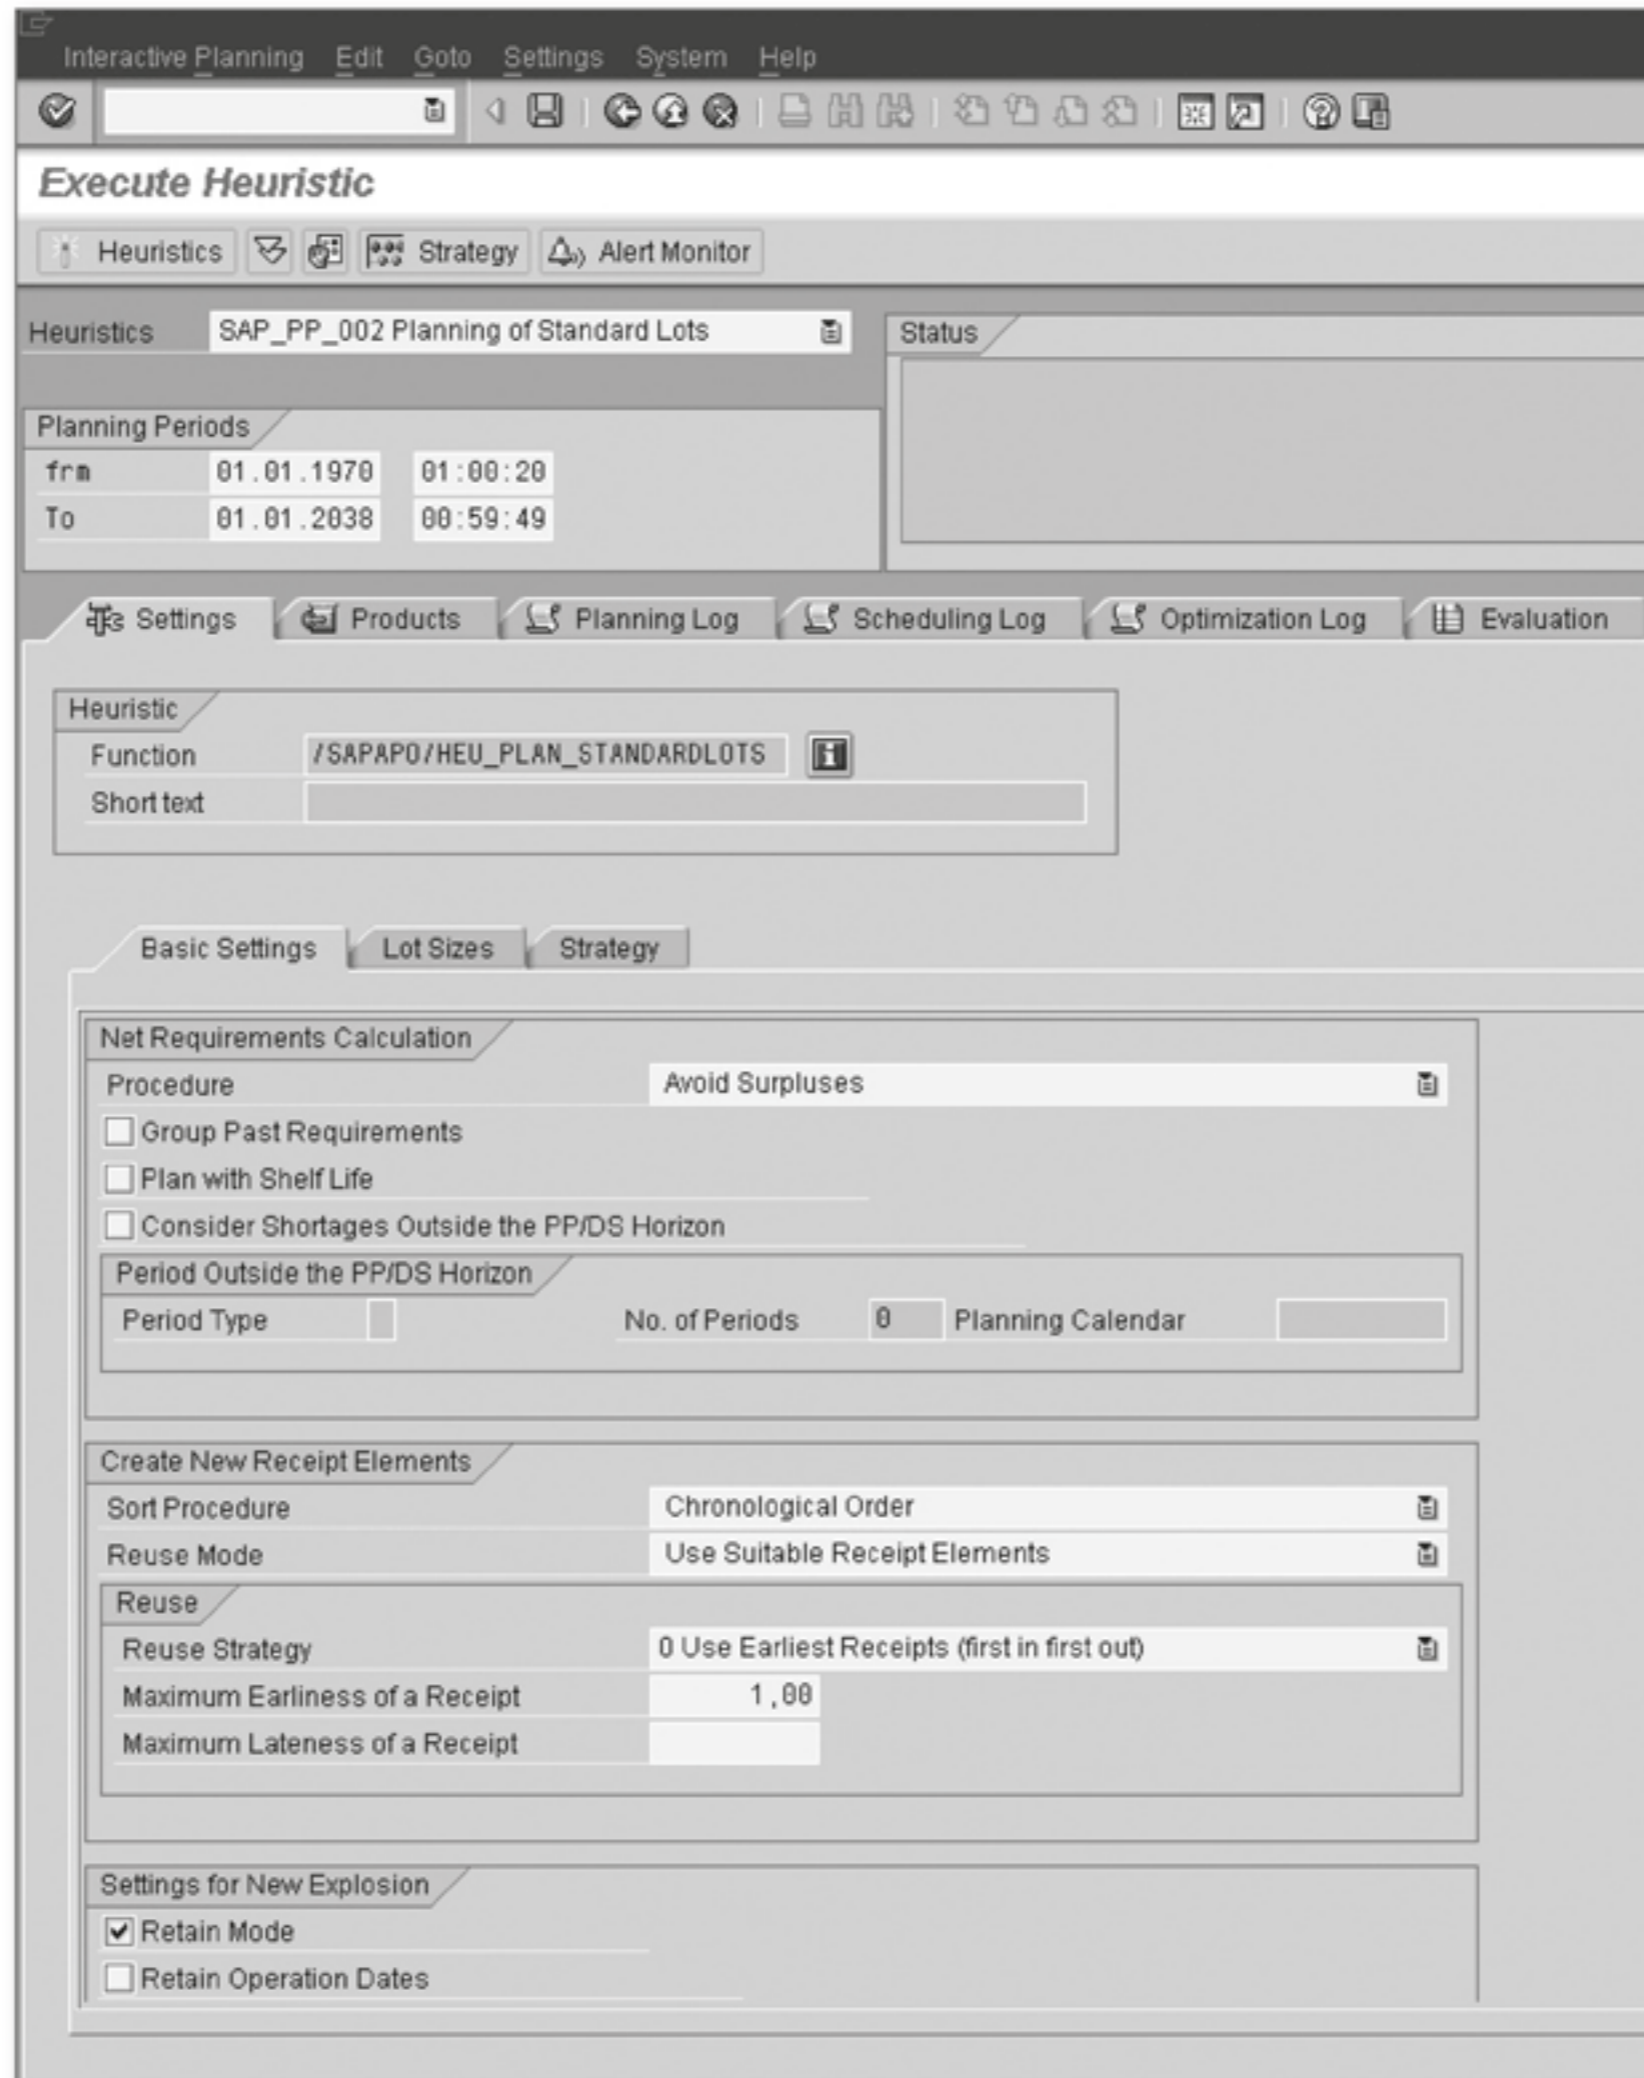 Interactive Planning Edit Goto Settings System Help
Execute Heuristic
Heuristics Strategy Alert Monitor
Heuristics SAP_PP_002 Planning of Standard Lots
Status
Planning Periods
frm 01.01.1970 01:00:20
To 01.01.2038 00:59:49
Settings Products Planning Log Scheduling Log Optimization Log Evaluation
Heuristic
Function /SAPAPO/HEU_PLAN_STANDARDLOTS
Short text
Basic Settings Lot Sizes Strategy
Net Requirements Calculation
Procedure Avoid Surpluses
Group Past Requirements
Plan with Shelf Life
Consider Shortages Outside the PP/DS Horizon
Period Outside the PP/DS Horizon
Period Type No. of Periods 0 Planning Calendar
Create New Receipt Elements
Sort Procedure Chronological Order
Reuse Mode Use Suitable Receipt Elements
Reuse
Reuse Strategy 0 Use Earliest Receipts (first in first out)
Maximum Earliness of a Receipt 1,00
Maximum Lateness of a Receipt
Settings for New Explosion
Retain Mode
Retain Operation Dates